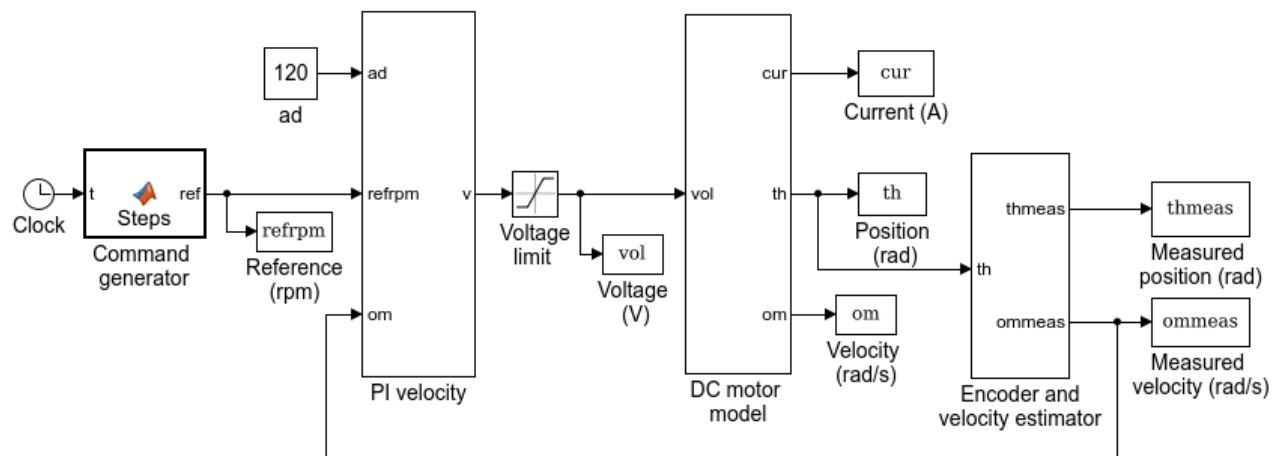 120
ad
ad
Clock
t
Steps
ref
Command
generator
refrpm
Reference
(rpm)
refrpm
om
v
PI velocity
Voltage
limit
vol
Voltage
(V)
vol
cur
th
om
DC motor
model
cur
Current (A)
th
Position
(rad)
om
Velocity
(rad/s)
th
thmeas
ommeas
Encoder and
velocity estimator
thmeas
Measured
position (rad)
ommeas
Measured
velocity (rad/s)